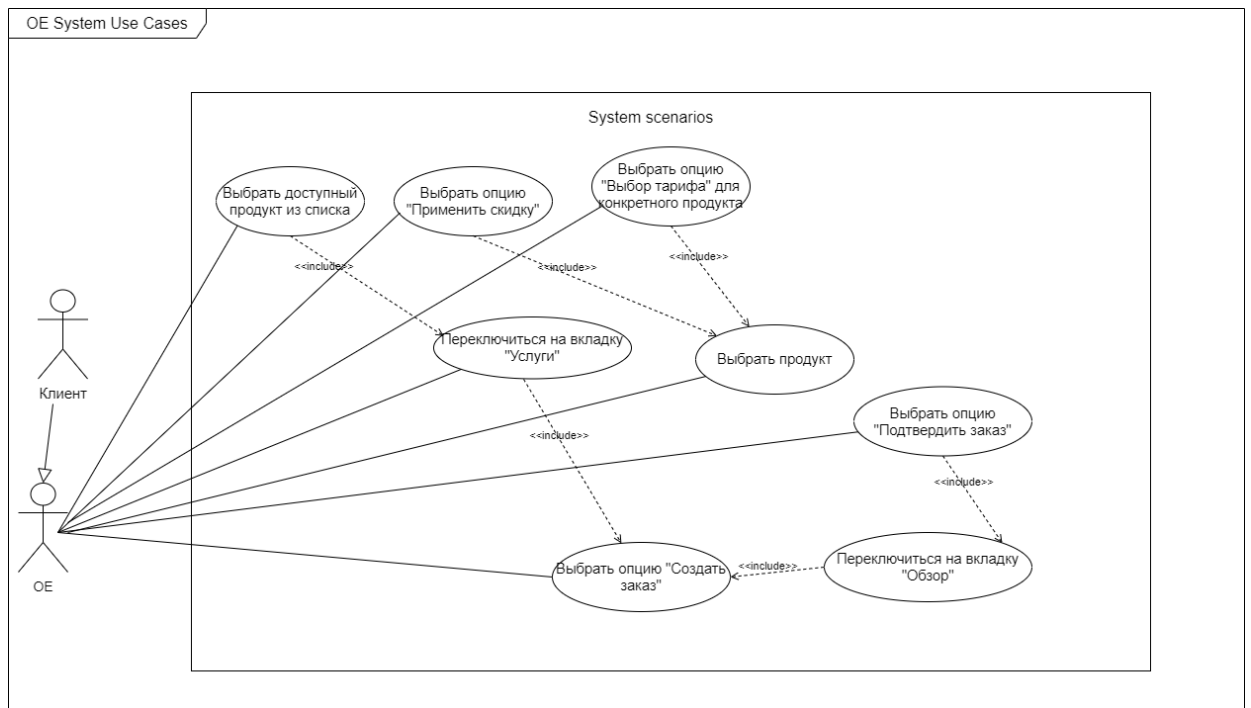 OE System Use Cases
System scenarios
Выбрать доступный
продукт из списка
Выбрать опцию
"Применить скидку"
Выбрать опцию
"Выбор тарифа" для
конкретного продукта
<<include>>
<<include>>
<<include>>
Переключиться на вкладку
"Услуги"
Выбрать продукт
Клиент
Выбрать опцию
"Подтвердить заказ"
<<include>>
<<include>>
Выбрать опцию "Создать
заказ"
<<include>>
Переключиться на вкладку
"Обзор"
OE